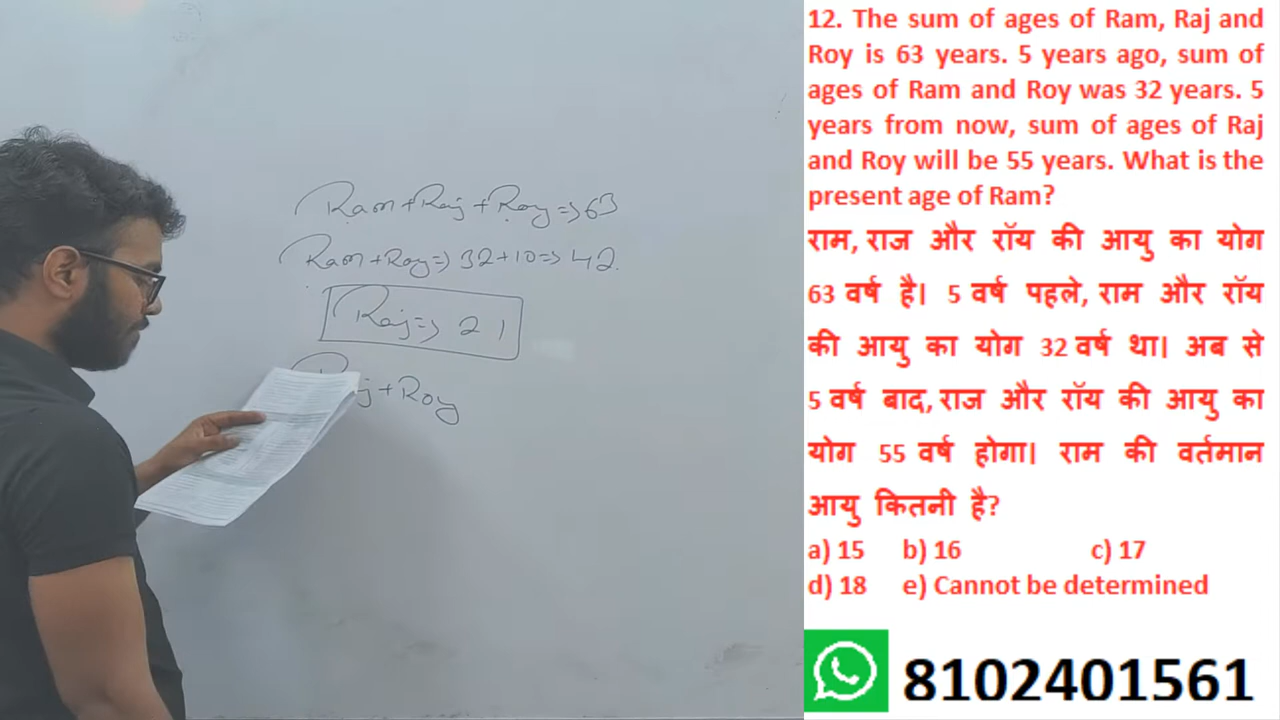 Ram + Raj + Roy => 63
Ram + Roy => 32 + 10 => 42.
Raj => 21
j + Roy
12. The sum of ages of Ram, Raj and
Roy is 63 years. 5 years ago, sum of
ages of Ram and Roy was 32 years. 5
years from now, sum of ages of Raj
and Roy will be 55 years. What is the
present age of Ram?
राम, राज और रॉय की आयु का योग
63 वर्ष है। 5 वर्ष पहले, राम और रॉय
की आयु का योग 32 वर्ष था। अब से
5 वर्ष बाद, राज और रॉय की आयु का
योग 55 वर्ष होगा। राम की वर्तमान
आयु कितनी है?
a) 15 b) 16 c) 17
d) 18 e) Cannot be determined
8102401561